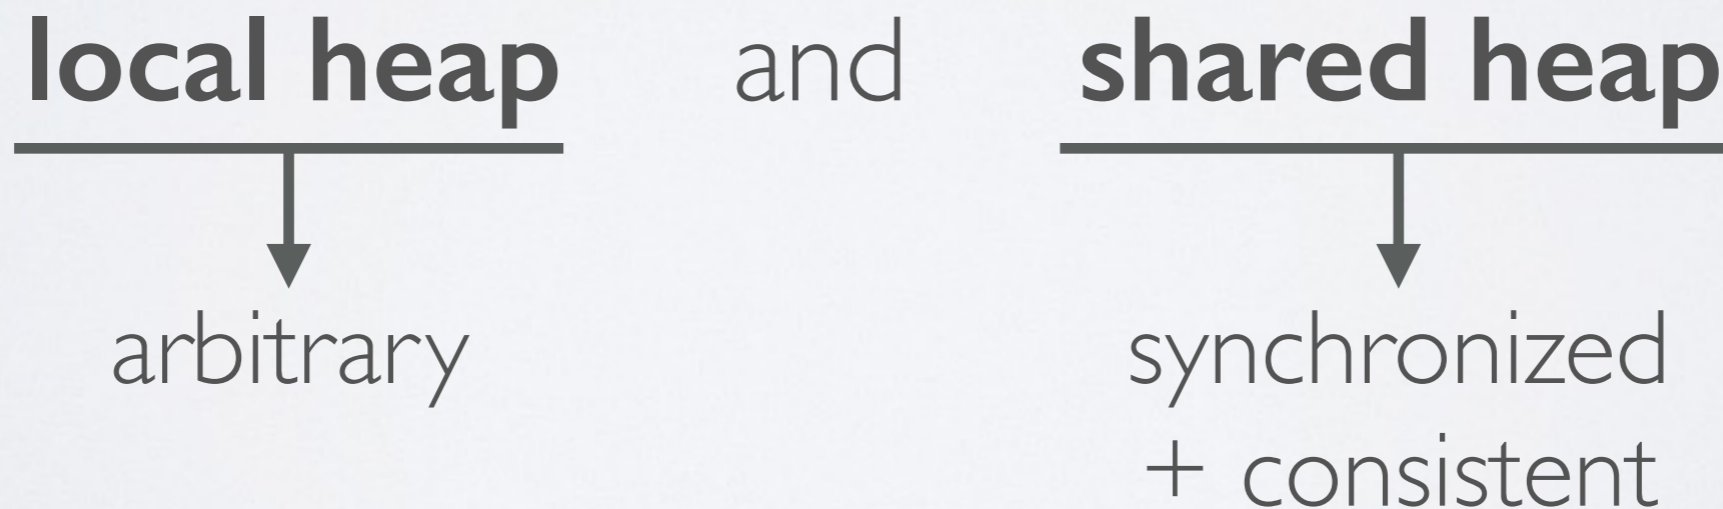 local heap and shared heap
arbitrary synchronized
+ consistent